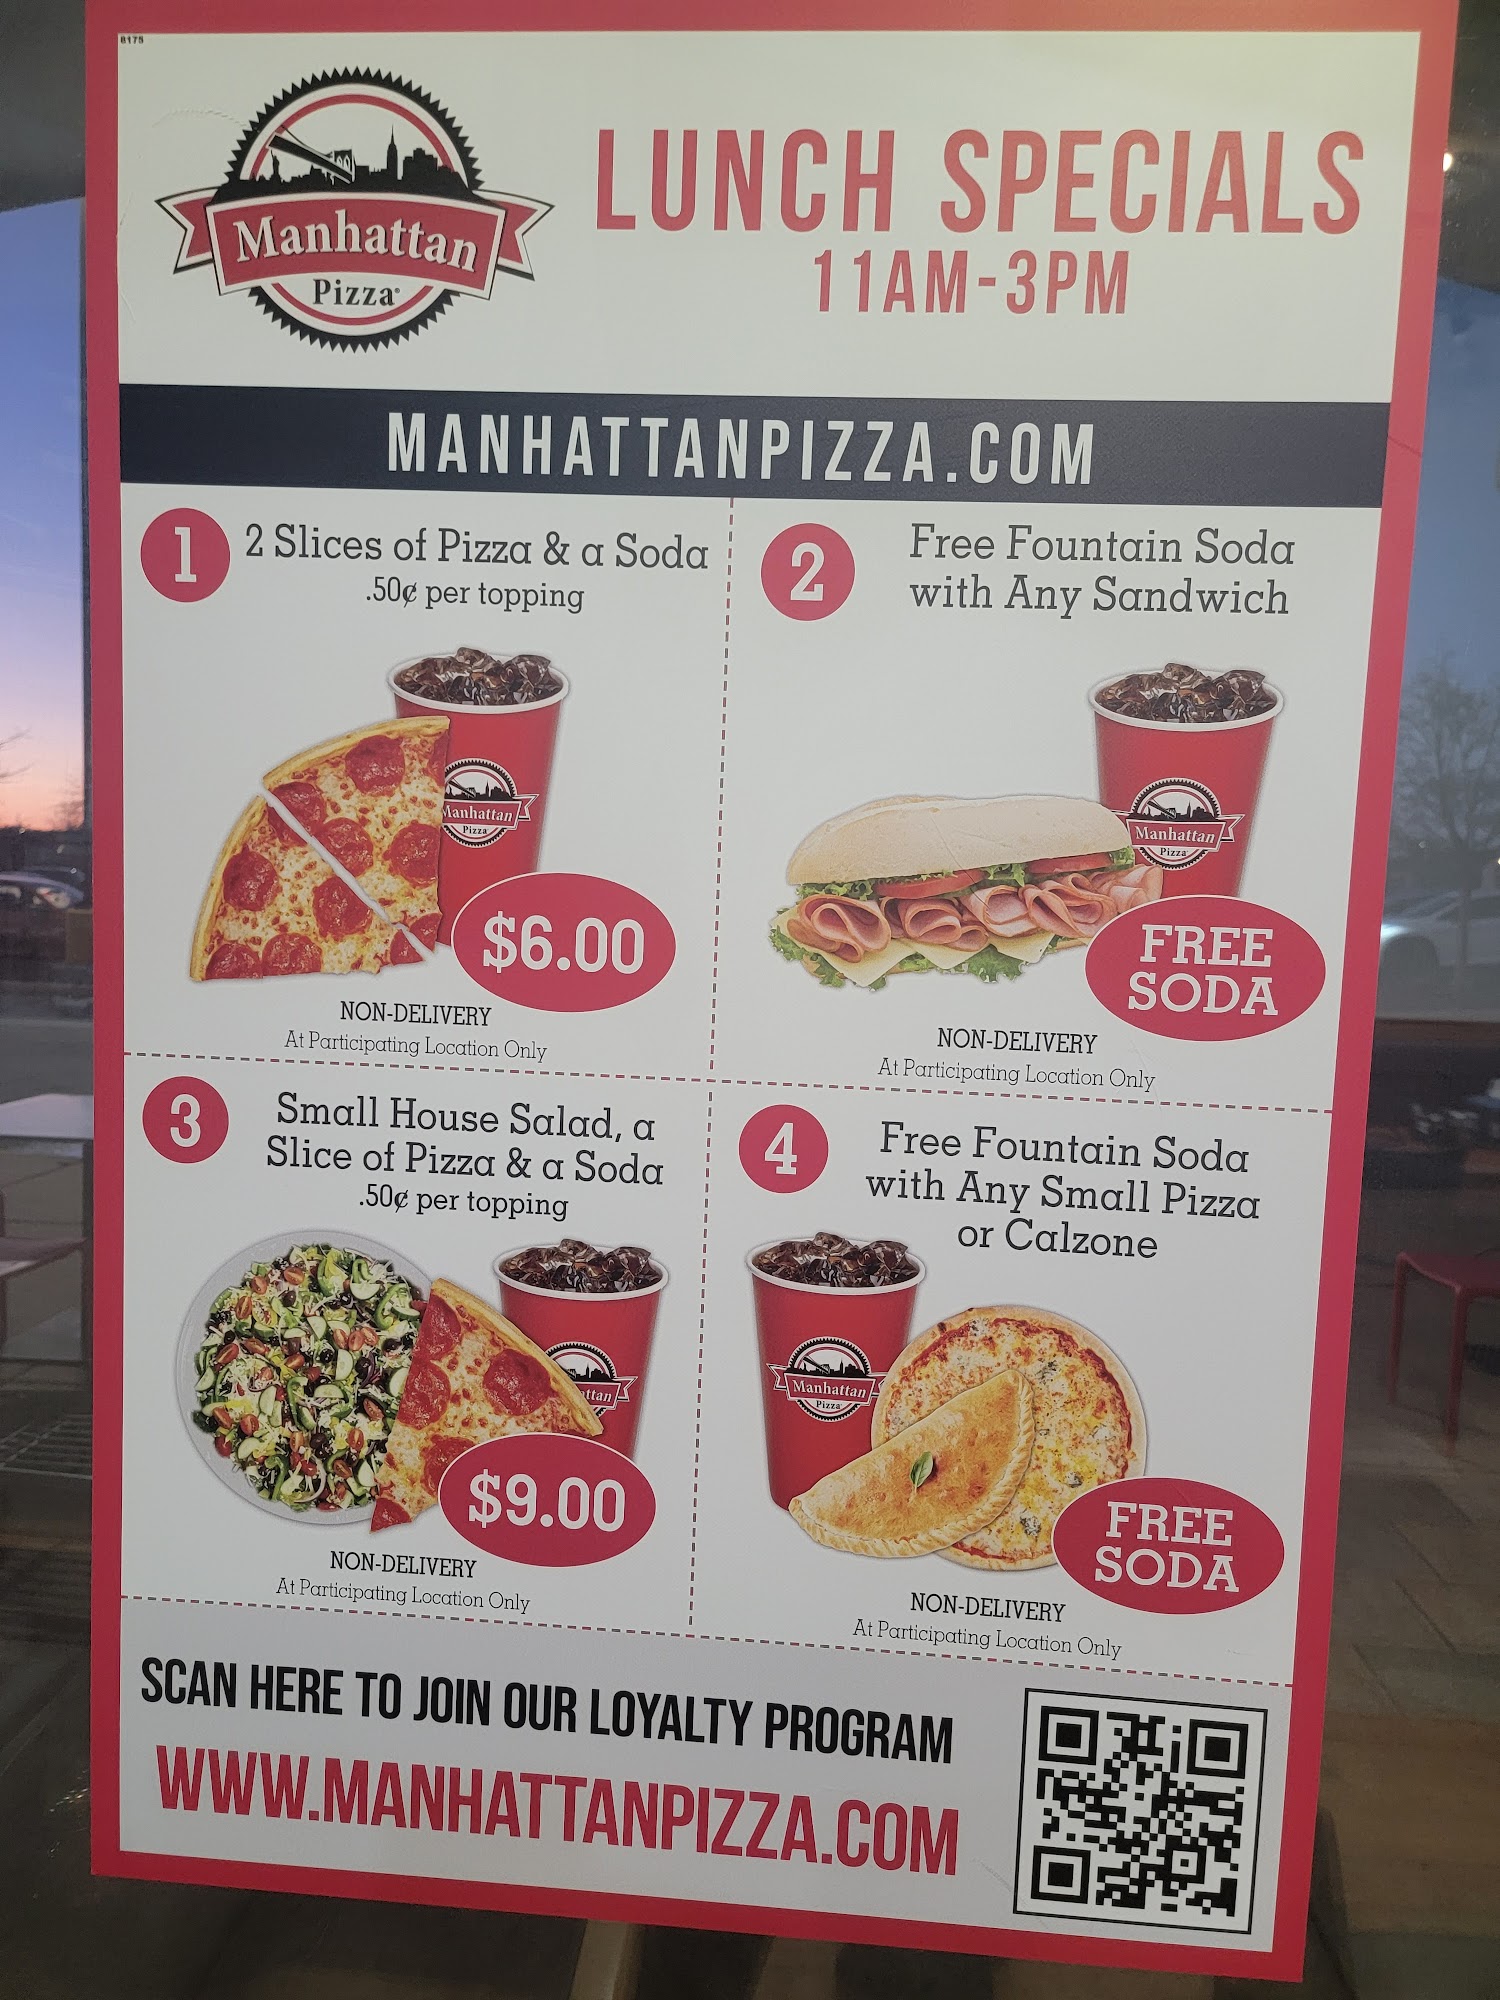 8175
Manhattan
Pizza
LUNCH SPECIALS
11AM-3PM
MANHATTANPIZZA.COM
1
2 Slices of Pizza & a Soda
.50¢ per topping
Manhattan
Pizza
$6.00
NON-DELIVERY
At Participating Location Only
2
Free Fountain Soda
with Any Sandwich
Manhattan
Pizza
FREE
SODA
NON-DELIVERY
At Participating Location Only
3
Small House Salad, a
Slice of Pizza & a Soda
.50¢ per topping
ttan
$9.00
NON-DELIVERY
At Participating Location Only
4
Free Fountain Soda
with Any Small Pizza
or Calzone
Manhattan
Pizza
FREE
SODA
NON-DELIVERY
At Participating Location Only
SCAN HERE TO JOIN OUR LOYALTY PROGRAM
WWW.MANHATTANPIZZA.COM